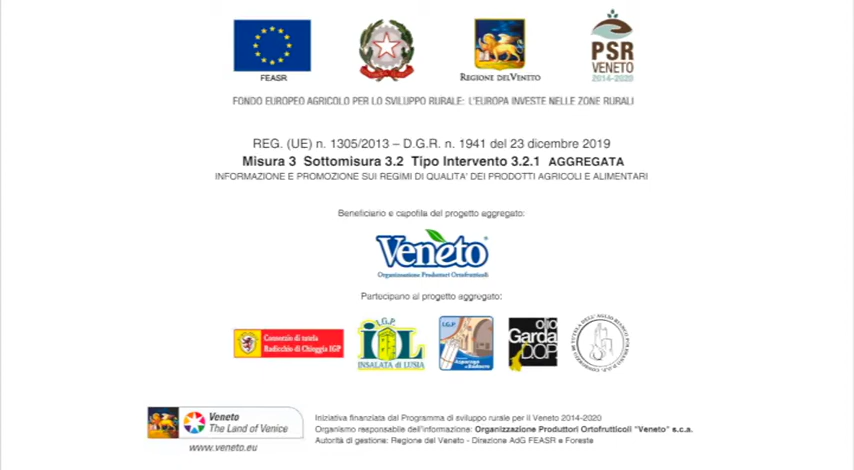 FEASR
REGIONE DEL VENETO
PSR
VENETO
2014-2020
FONDO EUROPEO AGRICOLO PER LO SVILUPPO RURALE: L'EUROPA INVESTE NELLE ZONE RURALI
REG. (UE) n. 1305/2013 – D.G.R. n. 1941 del 23 dicembre 2019
Misura 3 Sottomisura 3.2 Tipo Intervento 3.2.1 AGGREGATA
INFORMAZIONE E PROMOZIONE SUI REGIMI DI QUALITA' DEI PRODOTTI AGRICOLI E ALIMENTARI
Beneficiario e capofila del progetto aggregato:
Venèto
Organizzazione Produttori Ortofrutticoli
Partecipano al progetto aggregato:
Consorzio di tutela
Radicchio di Chioggia IGP
I.G.P.
INSALATA DI LUSIA
I.G.P.
olio
Garda
D.O.P.
Veneto
The Land of Venice
www.veneto.eu
Iniziativa finanziata dal Programma di sviluppo rurale per il Veneto 2014-2020
Organismo responsabile dell'informazione: Organizzazione Produttori Ortofrutticoli "Veneto" s.c.a.
Autorità di gestione: Regione del Veneto - Direzione AdG FEASR e Foreste